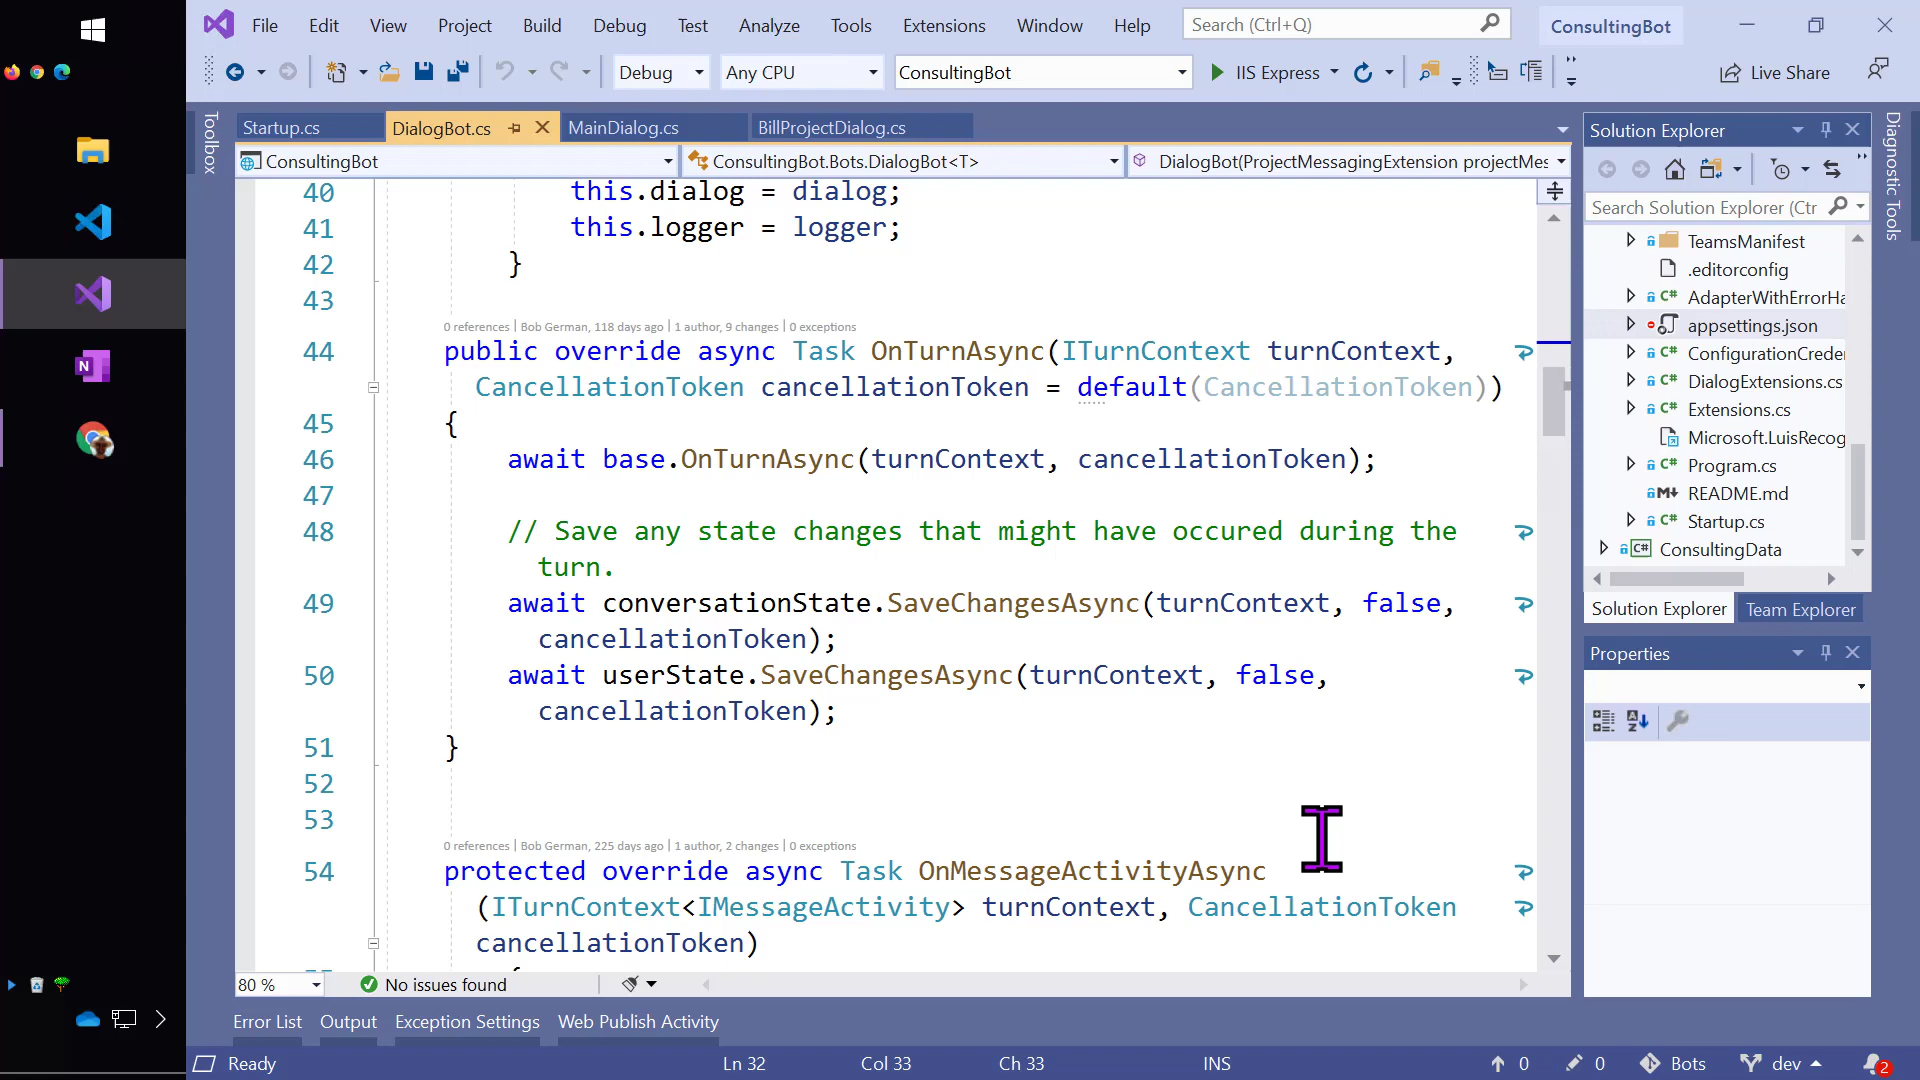 File Edit View Project Build Debug Test Analyze Tools Extensions Window Help Search (Ctrl+Q) ConsultingBot
Debug Any CPU ConsultingBot IIS Express Live Share
Toolbox
Startup.cs DialogBot.cs MainDialog.cs BillProjectDialog.cs
ConsultingBot ConsultingBot.Bots.DialogBot<T> DialogBot(ProjectMessagingExtension projectMes
40 this.dialog = dialog;
41 this.logger = logger;
42 }
43
0 references | Bob German, 118 days ago | 1 author, 9 changes | 0 exceptions
44 public override async Task OnTurnAsync(ITurnContext turnContext,
CancellationToken cancellationToken = default(CancellationToken))
45 {
46 await base.OnTurnAsync(turnContext, cancellationToken);
47
48 // Save any state changes that might have occured during the
turn.
49 await conversationState.SaveChangesAsync(turnContext, false,
cancellationToken);
50 await userState.SaveChangesAsync(turnContext, false,
cancellationToken);
51 }
52
53
0 references | Bob German, 225 days ago | 1 author, 2 changes | 0 exceptions
54 protected override async Task OnMessageActivityAsync
(ITurnContext<IMessageActivity> turnContext, CancellationToken
cancellationToken)
80 % No issues found
Error List Output Exception Settings Web Publish Activity
Solution Explorer
Search Solution Explorer (Ctr
TeamsManifest
.editorconfig
AdapterWithErrorHa
appsettings.json
ConfigurationCrede
DialogExtensions.cs
Extensions.cs
Microsoft.LuisRecog
Program.cs
README.md
Startup.cs
ConsultingData
Solution Explorer Team Explorer
Properties
Diagnostic Tools
Ready Ln 32 Col 33 Ch 33 INS 0 0 Bots dev 2